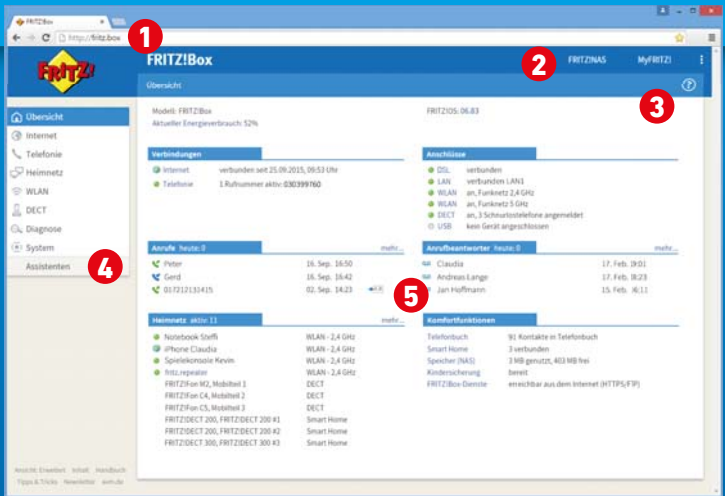 FRITZ!Box
http://fritz.box
1
FRITZ!
FRITZ!Box
2
FRITZ!NAS
MyFRITZ!
Übersicht
3
Übersicht
Internet
Telefonie
Heimnetz
WLAN
DECT
Diagnose
System
Assistenten
4
Modell: FRITZ!Box
Aktueller Energieverbrauch: 52%
FRITZ!OS: 06.83
Verbindungen
Internet verbunden seit 25.09.2015, 09:53 Uhr
Telefonie 1 Rufnummer aktiv: 030399760
Anschlüsse
DSL verbunden
LAN verbunden LAN1
WLAN an, Funknetz 2,4 GHz
WLAN an, Funknetz 5 GHz
DECT an, 3 Schnurlostelefone angemeldet
USB kein Gerät angeschlossen
Anrufe heute: 0 mehr...
Peter 16. Sep. 16:50
Gerd 16. Sep. 16:42
017212131415 02. Sep. 14:23
Anrufbeantworter heute: 0 mehr...
Claudia 17. Feb. 19:01
Andreas Lange 17. Feb. 18:23
Jan Hoffmann 15. Feb. 16:11
5
Heimnetz aktiv: 11 mehr...
Notebook Steffi WLAN - 2,4 GHz
iPhone Claudia WLAN - 2,4 GHz
Spielekonsole Kevin WLAN - 2,4 GHz
fritz.repeater WLAN - 2,4 GHz
FRITZ!Fon M2, Mobilteil 1 DECT
FRITZ!Fon C4, Mobilteil 2 DECT
FRITZ!Fon C5, Mobilteil 3 DECT
FRITZ!DECT 200, FRITZ!DECT 200 #1 Smart Home
FRITZ!DECT 200, FRITZ!DECT 200 #2 Smart Home
FRITZ!DECT 300, FRITZ!DECT 300 #3 Smart Home
Komfortfunktionen
Telefonbuch 91 Kontakte in Telefonbuch
Smart Home 3 verbunden
Speicher (NAS) 3 MB genutzt, 403 MB frei
Kindersicherung bereit
FRITZ!Box-Dienste erreichbar aus dem Internet (HTTPS/FTP)
Ansicht: Erweitert Inhalt Handbuch
Tipps & Tricks Newsletter avm.de